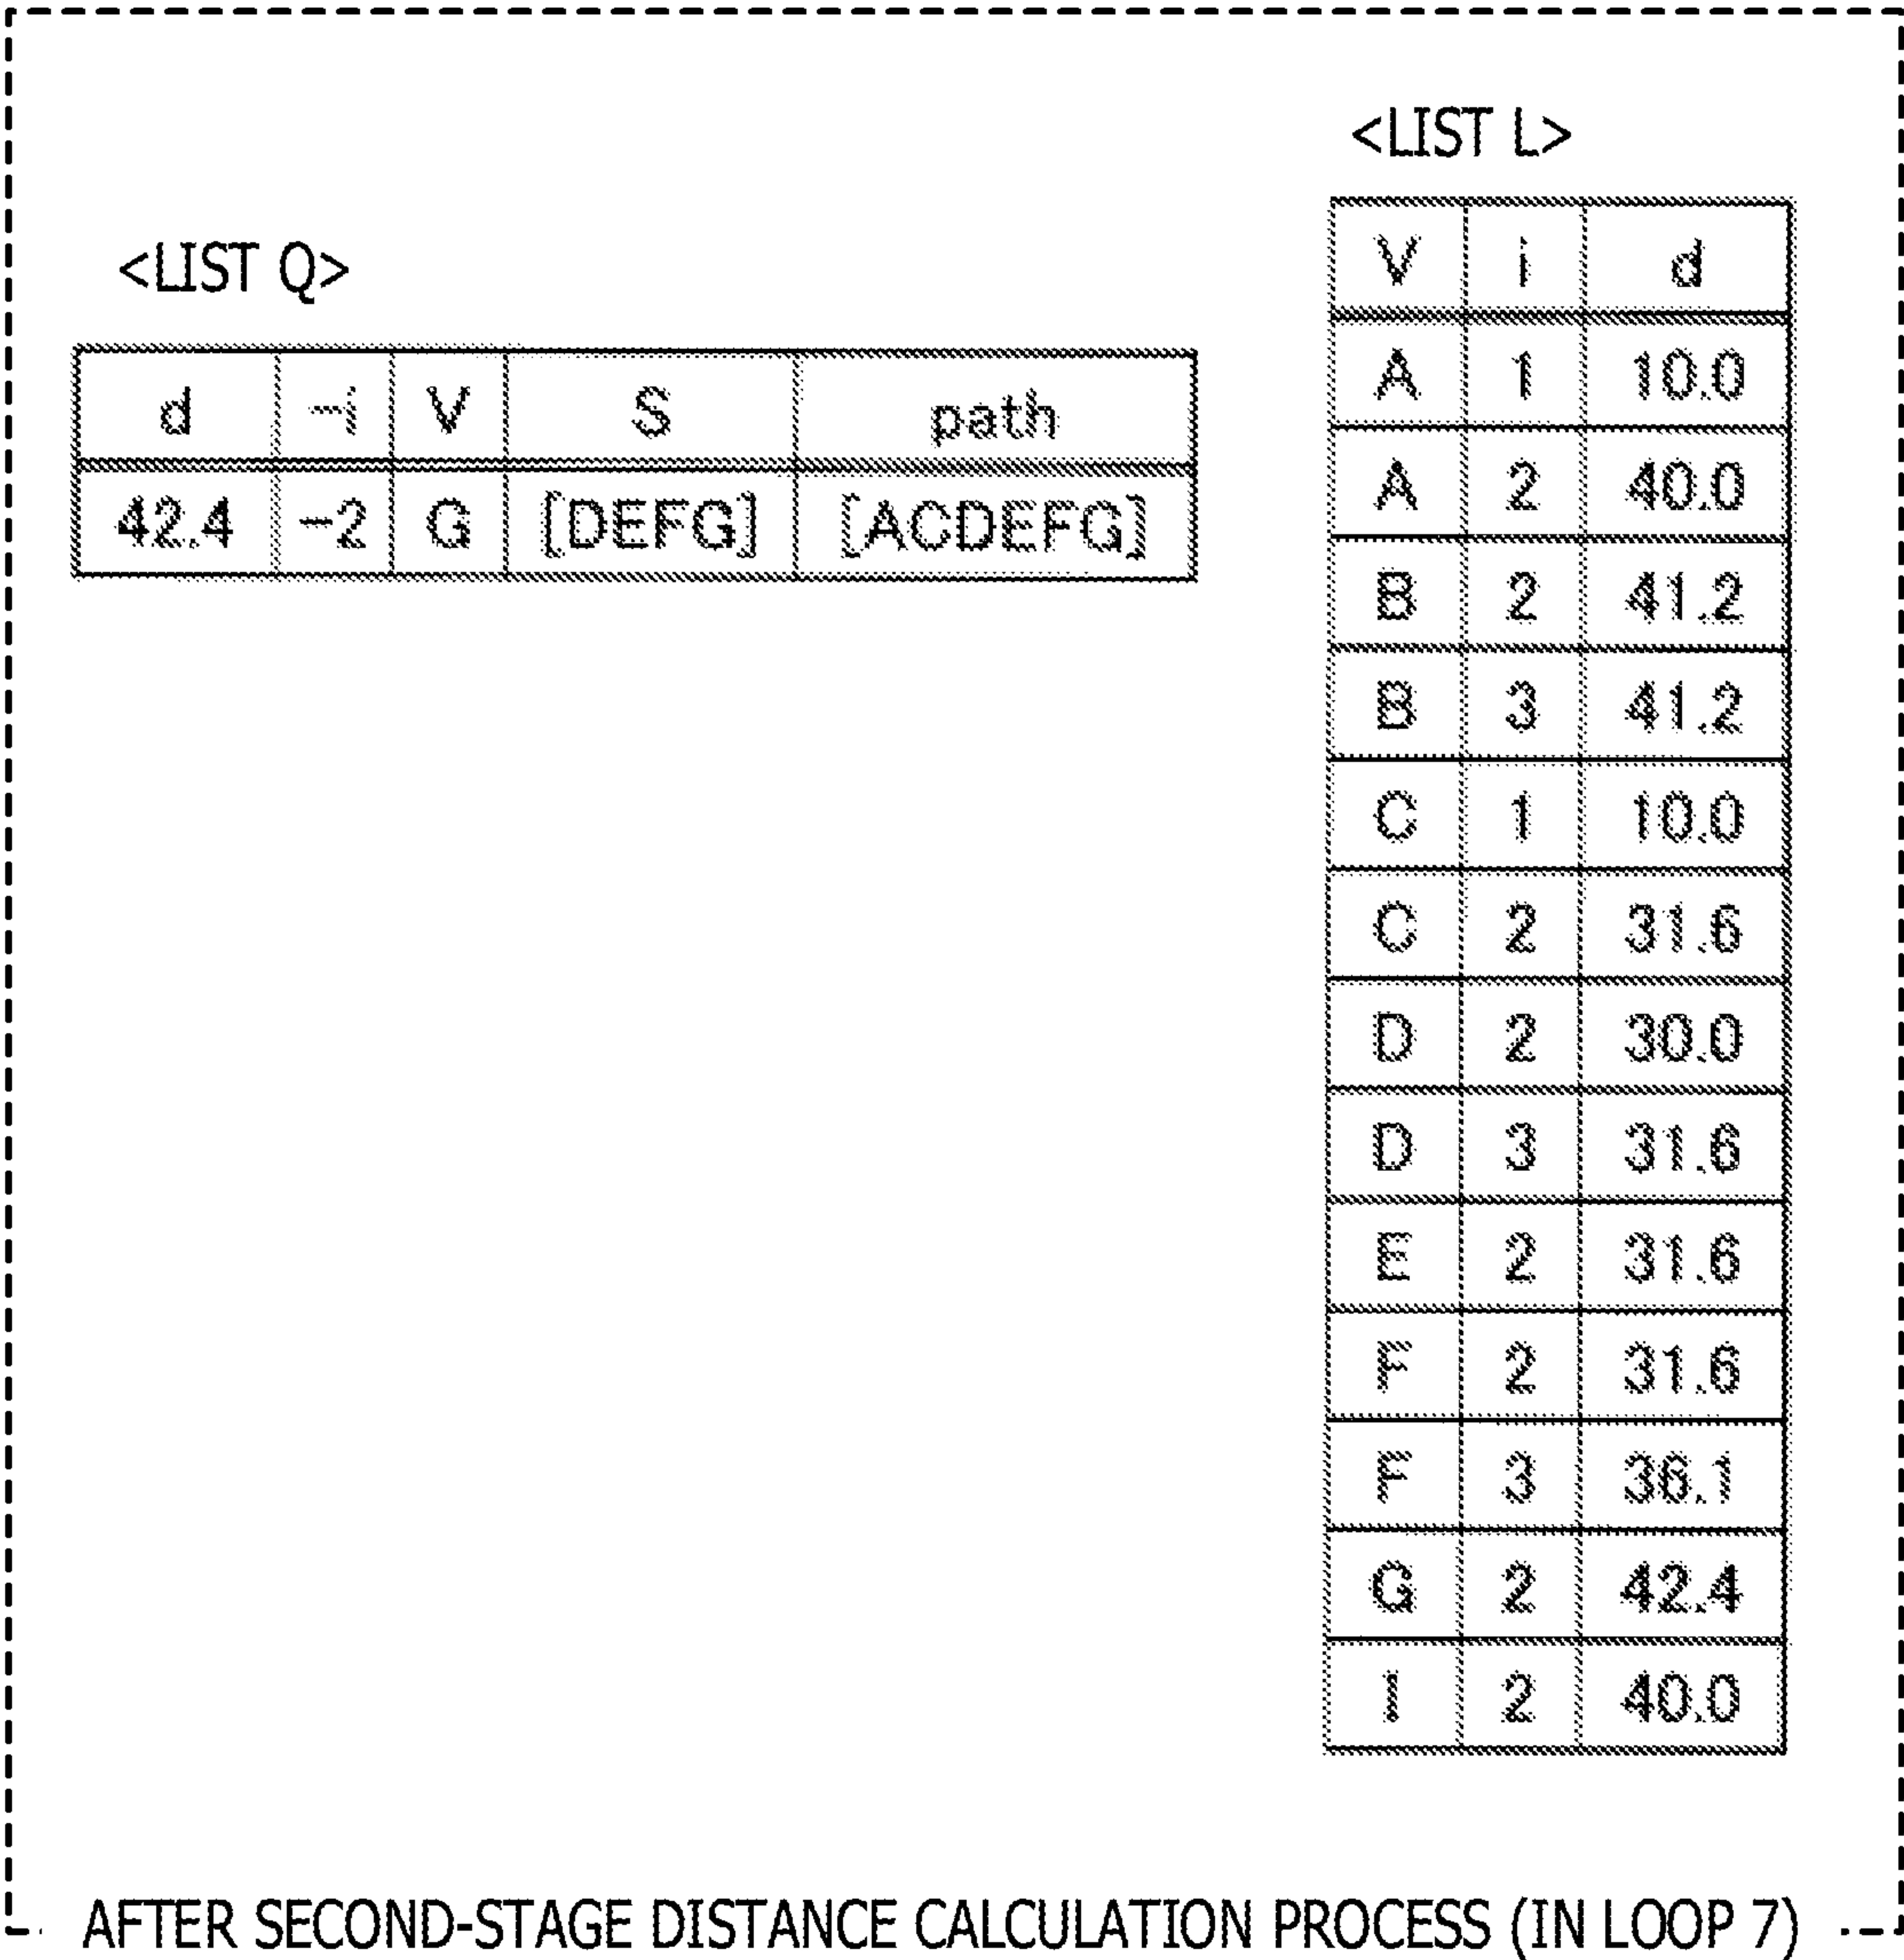 <LIST Q>
d -i V S path
42.4 -2 G [DEFG] [ACDEFG]
<LIST L>
V i d
A 1 10.0
A 2 40.0
B 2 41.2
B 3 41.2
C 1 10.0
C 2 31.6
D 2 30.0
D 3 31.6
E 2 31.6
F 2 31.6
F 3 36.1
G 2 42.4
I 2 40.0
AFTER SECOND-STAGE DISTANCE CALCULATION PROCESS (IN LOOP 7)